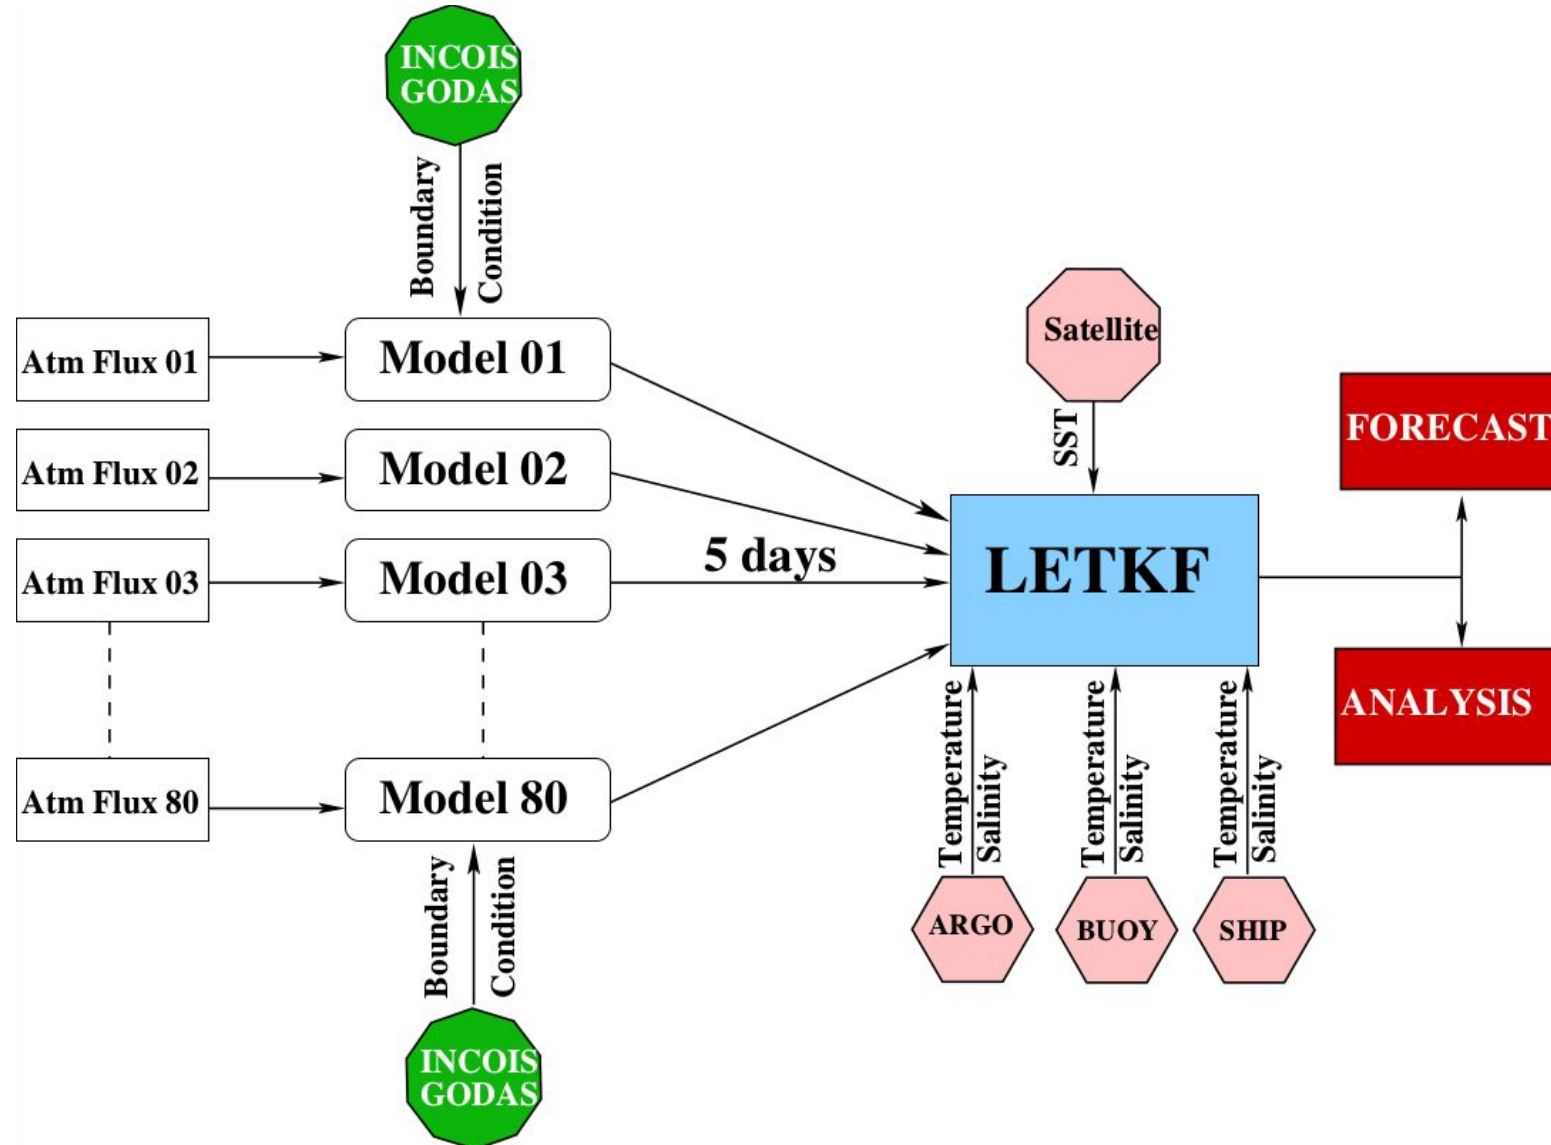 INCOIS
GODAS
Boundary
Condition
Atm Flux 01
Model 01
Satellite
SST
FORECAST
Atm Flux 02
Model 02
5 days
LETKF
Atm Flux 03
Model 03
ANALYSIS
Atm Flux 80
Model 80
Temperature
Salinity
Temperature
Salinity
Temperature
Salinity
Boundary
Condition
ARGO
BUOY
SHIP
INCOIS
GODAS